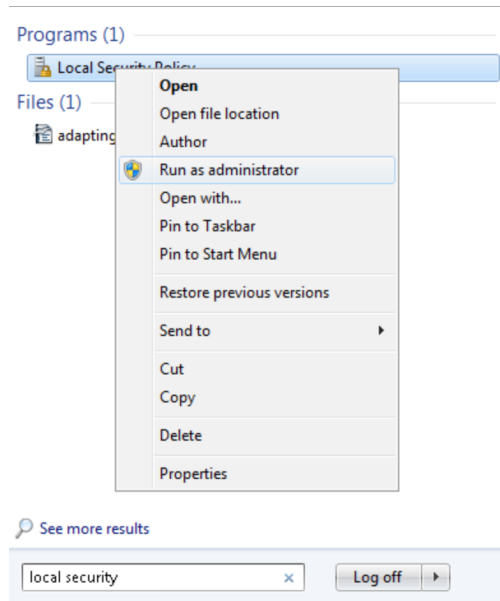 Programs (1)
Local Security Policy
Files (1)
adapting
Open
Open file location
Author
Run as administrator
Open with...
Pin to Taskbar
Pin to Start Menu
Restore previous versions
Send to
Cut
Copy
Delete
Properties
See more results
local security
Log off